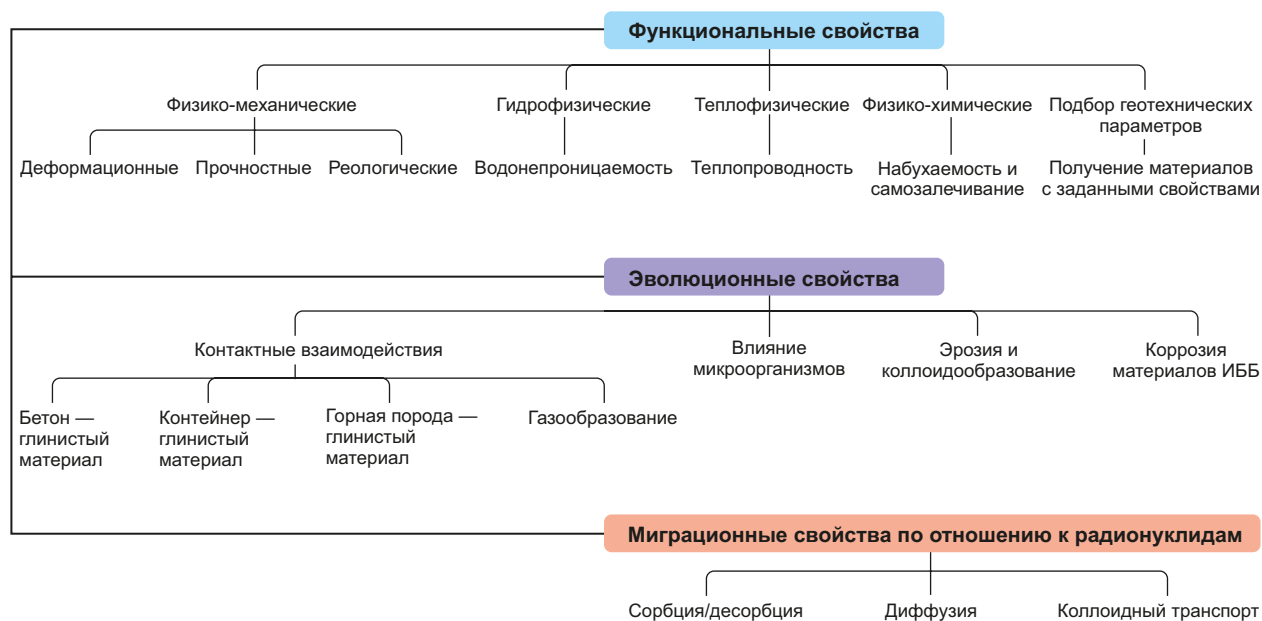 Функциональные свойства
Физико-механические
Гидрофизические
Теплофизические
Физико-химические
Подбор геотехнических
параметров
Деформационные
Прочностные
Реологические
Водонепроницаемость
Теплопроводность
Набухаемость и
самозалечивание
Получение материалов
с заданными свойствами
Эволюционные свойства
Контактные взаимодействия
Влияние
микроорганизмов
Эрозия и
коллоидообразование
Коррозия
материалов ИББ
Бетон —
глинистый
материал
Контейнер —
глинистый
материал
Горная порода —
глинистый
материал
Газообразование
Миграционные свойства по отношению к радионуклидам
Сорбция/десорбция
Диффузия
Коллоидный транспорт